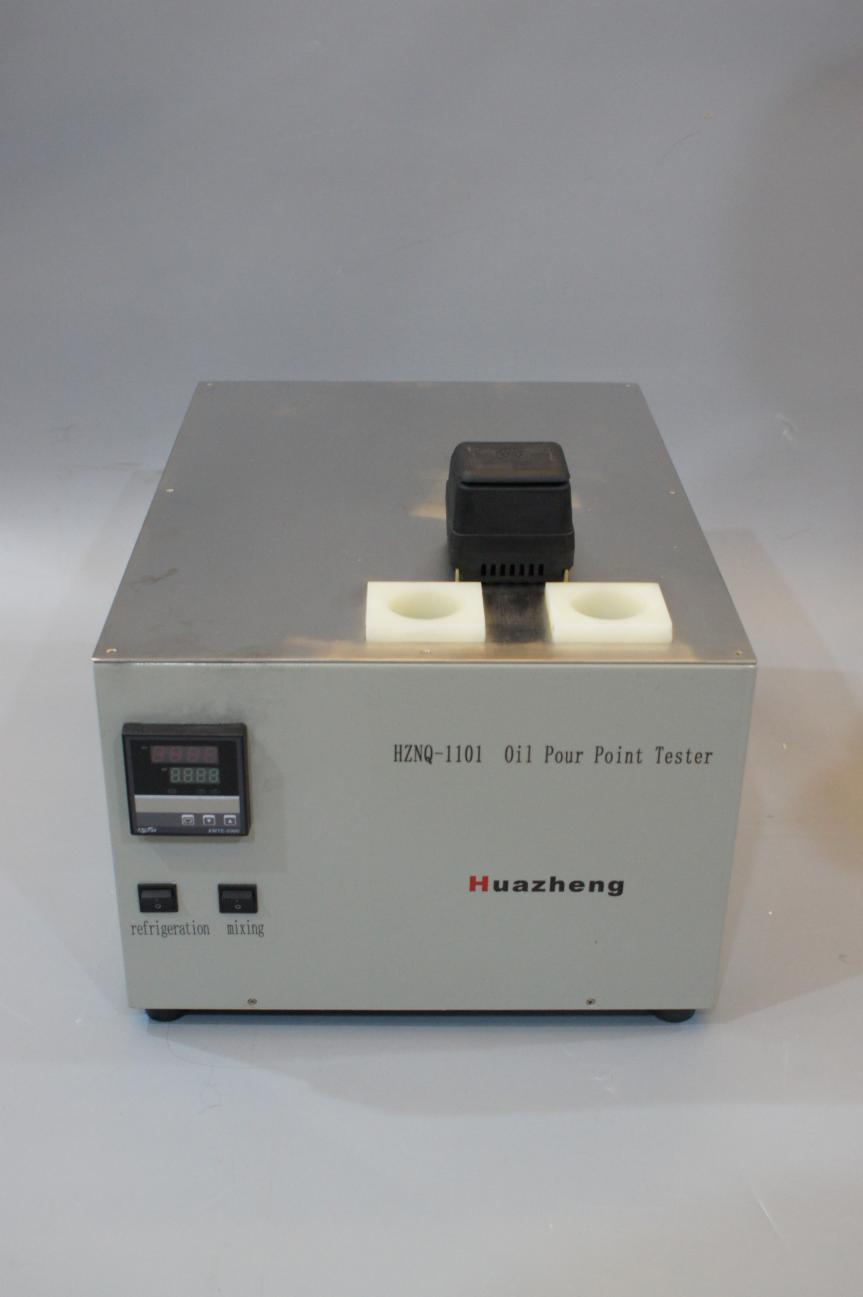 HZNQ-1101 Oil Pour Point Tester
Huazheng
refrigeration mixing